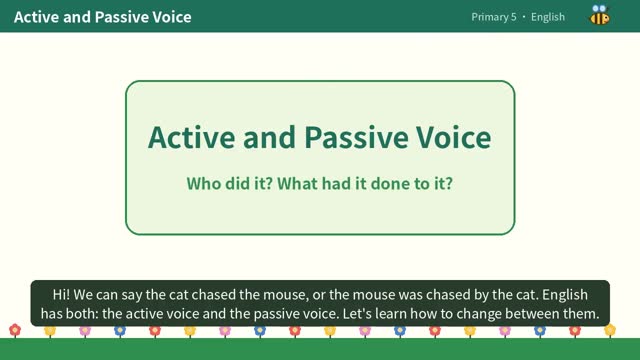 Active and Passive Voice
Primary 5 • English
Active and Passive Voice
Who did it? What had it done to it?
Hi! We can say the cat chased the mouse, or the mouse was chased by the cat. English
has both: the active voice and the passive voice. Let's learn how to change between them.